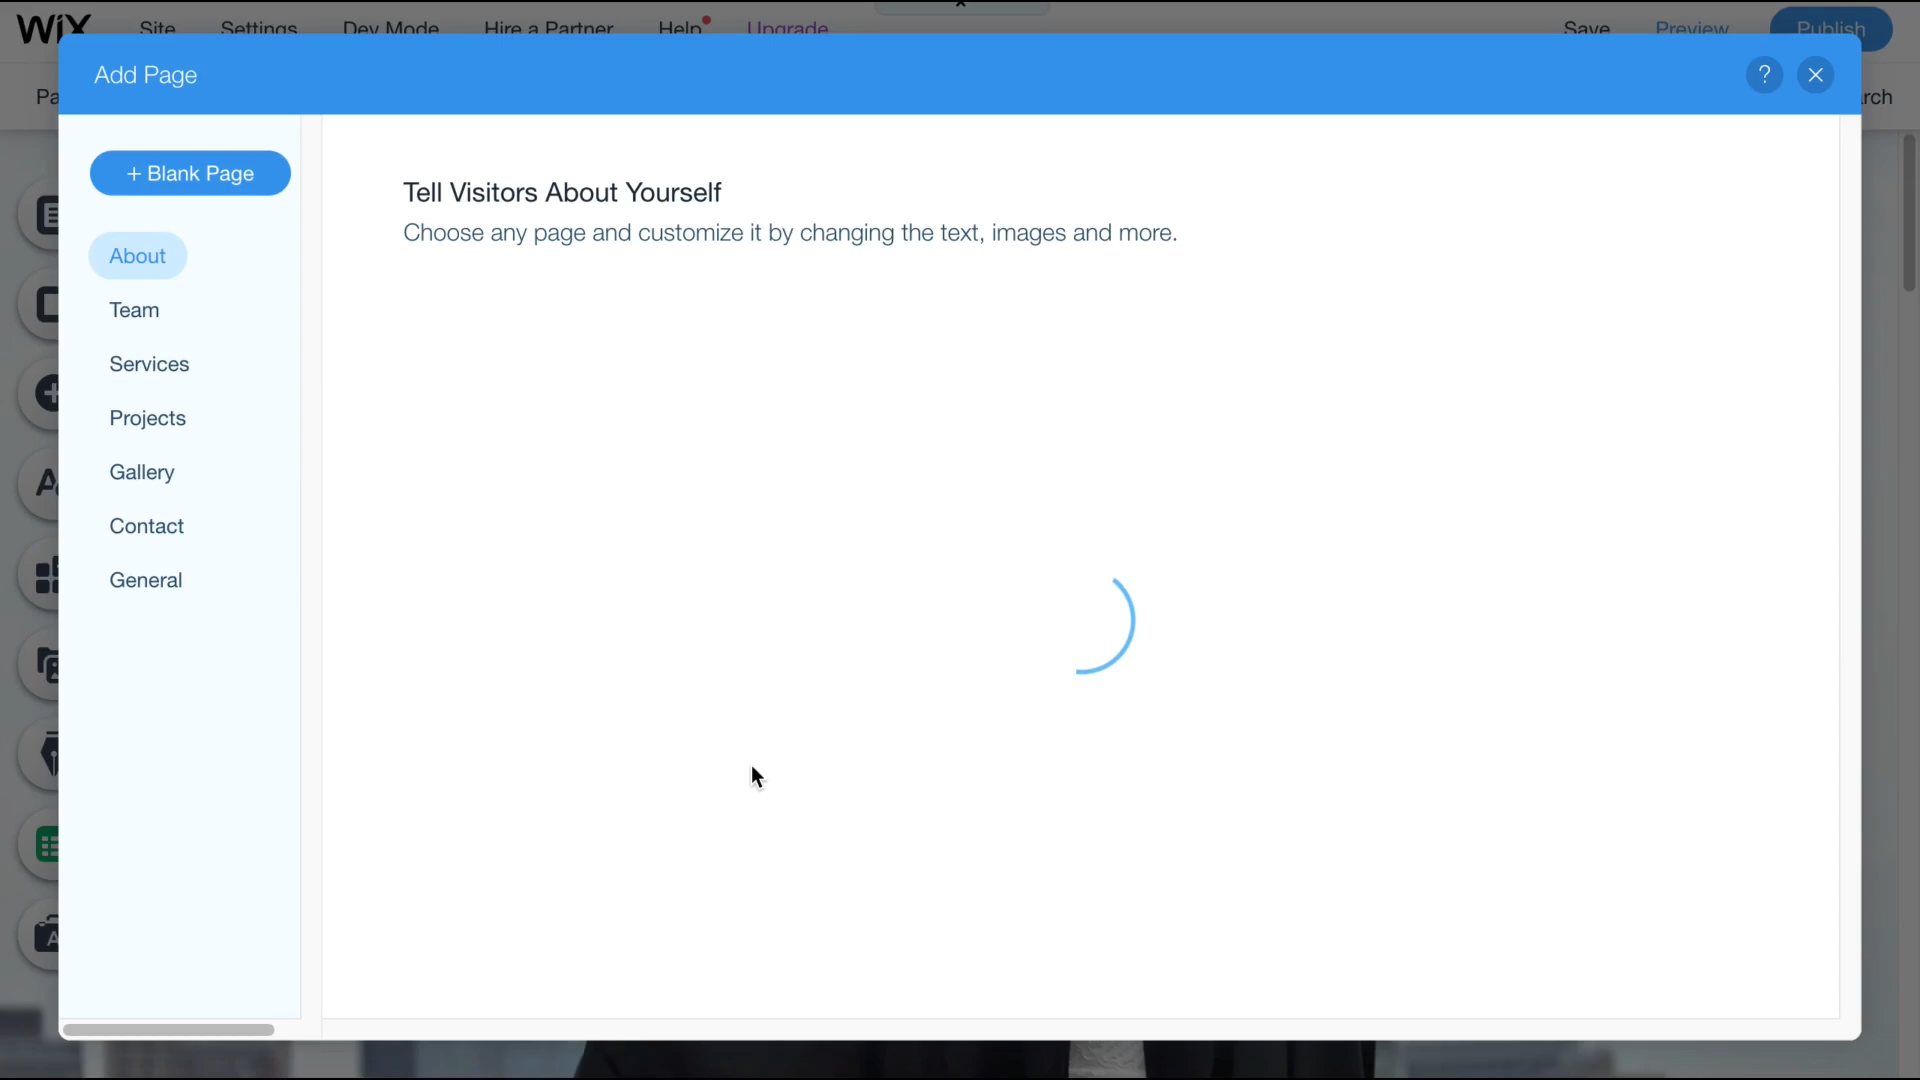 WiX Site Settings Dev Mode Hire a Partner Help Upgrade Save Preview Publish
Add Page ?
+ Blank Page
About
Team
Services
Projects
Gallery
Contact
General
Tell Visitors About Yourself
Choose any page and customize it by changing the text, images and more.